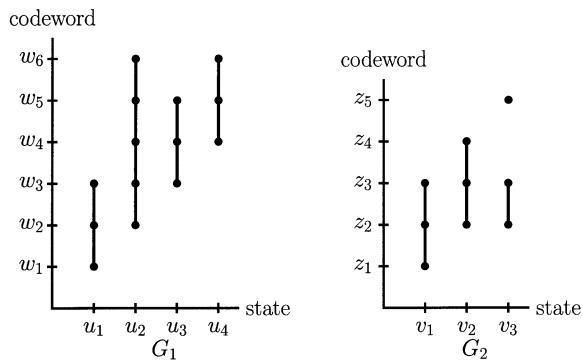 codeword
w₆
w₅
w₄
w₃
w₂
w₁
state
u₁ u₂ u₃ u₄
G₁
codeword
z₅
z₄
z₃
z₂
z₁
state
v₁ v₂ v₃
G₂